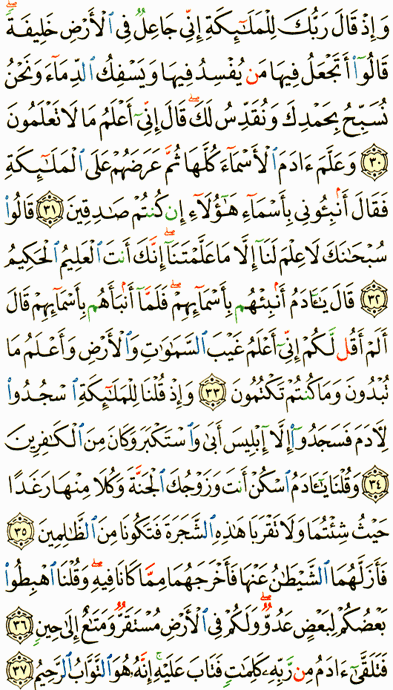 وَإِذْ قَالَ رَبُّكَ لِلْمَلَـٰٓئِكَةِ إِنِّى جَاعِلٌ فِى ٱلْأَرْضِ خَلِيفَةً ۖ
قَالُوٓا۟ أَتَجْعَلُ فِيهَا مَن يُفْسِدُ فِيهَا وَيَسْفِكُ ٱلدِّمَآءَ وَنَحْنُ
نُسَبِّحُ بِحَمْدِكَ وَنُقَدِّسُ لَكَ ۖ قَالَ إِنِّىٓ أَعْلَمُ مَا لَا تَعْلَمُونَ
٣٠ وَعَلَّمَ ءَادَمَ ٱلْأَسْمَآءَ كُلَّهَا ثُمَّ عَرَضَهُمْ عَلَى ٱلْمَلَـٰٓئِكَةِ
فَقَالَ أَنۢبِـُٔونِى بِأَسْمَآءِ هَـٰٓؤُلَآءِ إِن كُنتُمْ صَـٰدِقِينَ ٣١ قَالُوا۟
سُبْحَـٰنَكَ لَا عِلْمَ لَنَآ إِلَّا مَا عَلَّمْتَنَآ ۖ إِنَّكَ أَنتَ ٱلْعَلِيمُ ٱلْحَكِيمُ
٣٢ قَالَ يَـٰٓـَٔادَمُ أَنۢبِئْهُم بِأَسْمَآئِهِمْ ۖ فَلَمَّآ أَنۢبَأَهُم بِأَسْمَآئِهِمْ قَالَ
أَلَمْ أَقُل لَّكُمْ إِنِّىٓ أَعْلَمُ غَيْبَ ٱلسَّمَـٰوَٰتِ وَٱلْأَرْضِ وَأَعْلَمُ مَا
تُبْدُونَ وَمَا كُنتُمْ تَكْتُمُونَ ٣٣ وَإِذْ قُلْنَا لِلْمَلَـٰٓئِكَةِ ٱسْجُدُوا۟
لِـَٔادَمَ فَسَجَدُوٓا۟ إِلَّآ إِبْلِيسَ أَبَىٰ وَٱسْتَكْبَرَ وَكَانَ مِنَ ٱلْكَـٰفِرِينَ
٣٤ وَقُلْنَا يَـٰٓـَٔادَمُ ٱسْكُنْ أَنتَ وَزَوْجُكَ ٱلْجَنَّةَ وَكُلَا مِنْهَا رَغَدًا
حَيْثُ شِئْتُمَا وَلَا تَقْرَبَا هَـٰذِهِ ٱلشَّجَرَةَ فَتَكُونَا مِنَ ٱلظَّـٰلِمِينَ ٣٥
فَأَزَلَّهُمَا ٱلشَّيْطَـٰنُ عَنْهَا فَأَخْرَجَهُمَا مِمَّا كَانَا فِيهِ ۖ وَقُلْنَا ٱهْبِطُوا۟
بَعْضُكُمْ لِبَعْضٍ عَدُوٌّ ۖ وَلَكُمْ فِى ٱلْأَرْضِ مُسْتَقَرٌّ وَمَتَـٰعٌ إِلَىٰ حِينٍ ٣٦
فَتَلَقَّىٰٓ ءَادَمُ مِن رَّبِّهِۦ كَلِمَـٰتٍ فَتَابَ عَلَيْهِ ۚ إِنَّهُۥ هُوَ ٱلتَّوَّابُ ٱلرَّحِيمُ ٣٧